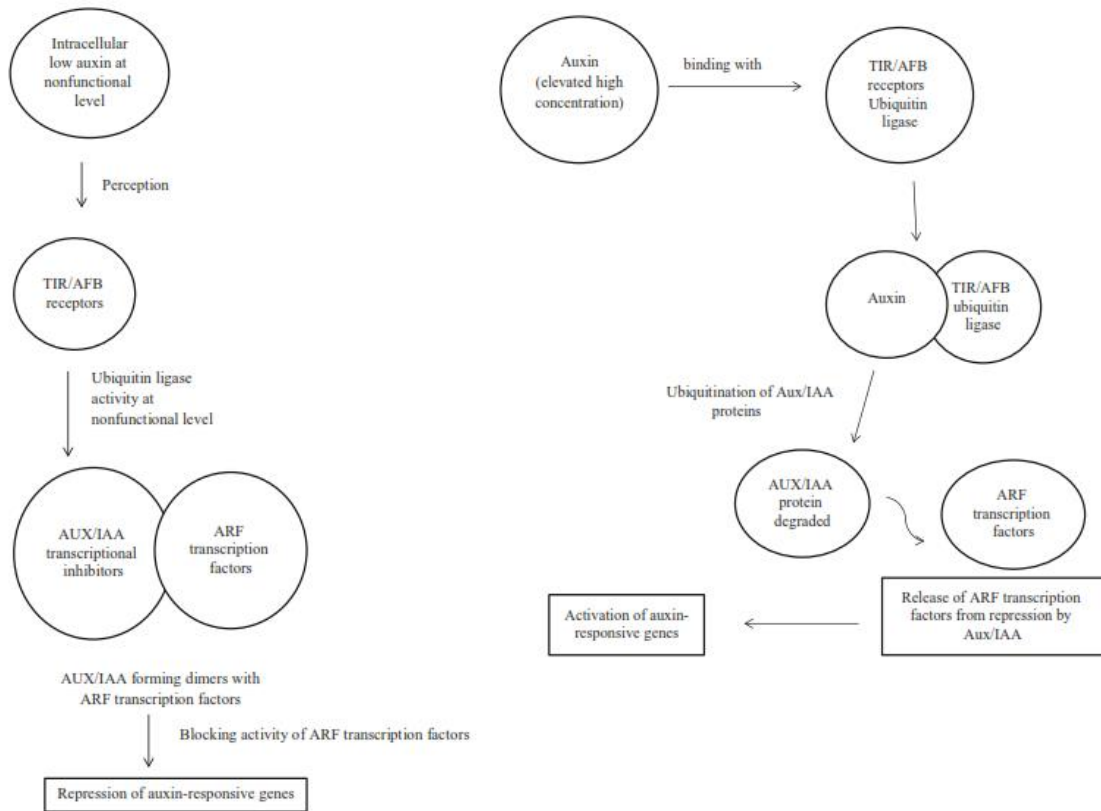 Intracellular
low auxin at
nonfunctional
level
Perception
TIR/AFB
receptors
Ubiquitin ligase
activity at
nonfunctional level
AUX/IAA
transcriptional
inhibitors
ARF
transcription
factors
AUX/IAA forming dimers with
ARF transcription factors
Blocking activity of ARF transcription factors
Repression of auxin-responsive genes
Auxin
(elevated high
concentration)
binding with
TIR/AFB
receptors
Ubiquitin
ligase
Auxin
TIR/AFB
ubiquitin
ligase
Ubiquitination of Aux/IAA
proteins
AUX/IAA
protein
degraded
ARF
transcription
factors
Release of ARF transcription
factors from repression by
Aux/IAA
Activation of auxin-
responsive genes